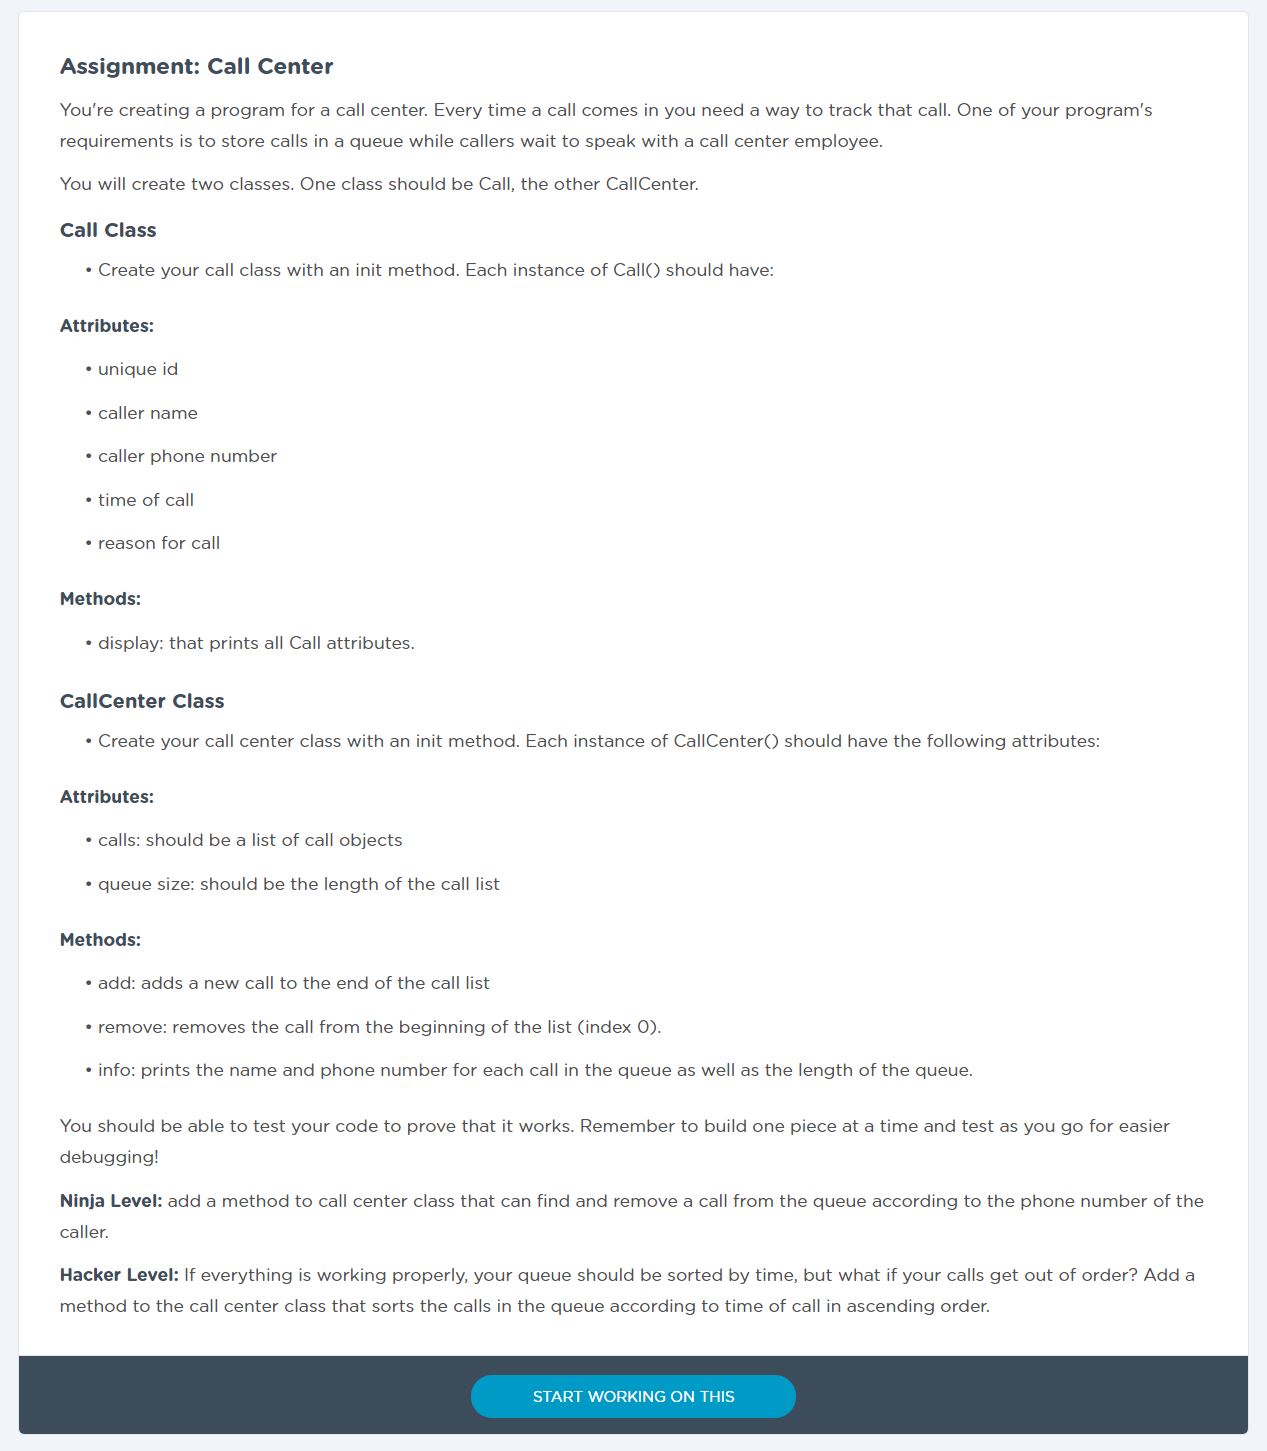 Assignment: Call Center
You're creating a program for a call center. Every time a call comes in you need a way to track that call. One of your program's
requirements is to store calls in a queue while callers wait to speak with a call center employee.
You will create two classes. One class should be Call, the other CallCenter.
Call Class
• Create your call class with an init method. Each instance of Call() should have:
Attributes:
• unique id
• caller name
• caller phone number
• time of call
• reason for call
Methods:
• display: that prints all Call attributes.
CallCenter Class
• Create your call center class with an init method. Each instance of CallCenter() should have the following attributes:
Attributes:
• calls: should be a list of call objects
• queue size: should be the length of the call list
Methods:
• add: adds a new call to the end of the call list
• remove: removes the call from the beginning of the list (index 0).
• info: prints the name and phone number for each call in the queue as well as the length of the queue.
You should be able to test your code to prove that it works. Remember to build one piece at a time and test as you go for easier
debugging!
Ninja Level: add a method to call center class that can find and remove a call from the queue according to the phone number of the
caller.
Hacker Level: If everything is working properly, your queue should be sorted by time, but what if your calls get out of order? Add a
method to the call center class that sorts the calls in the queue according to time of call in ascending order.
START WORKING ON THIS